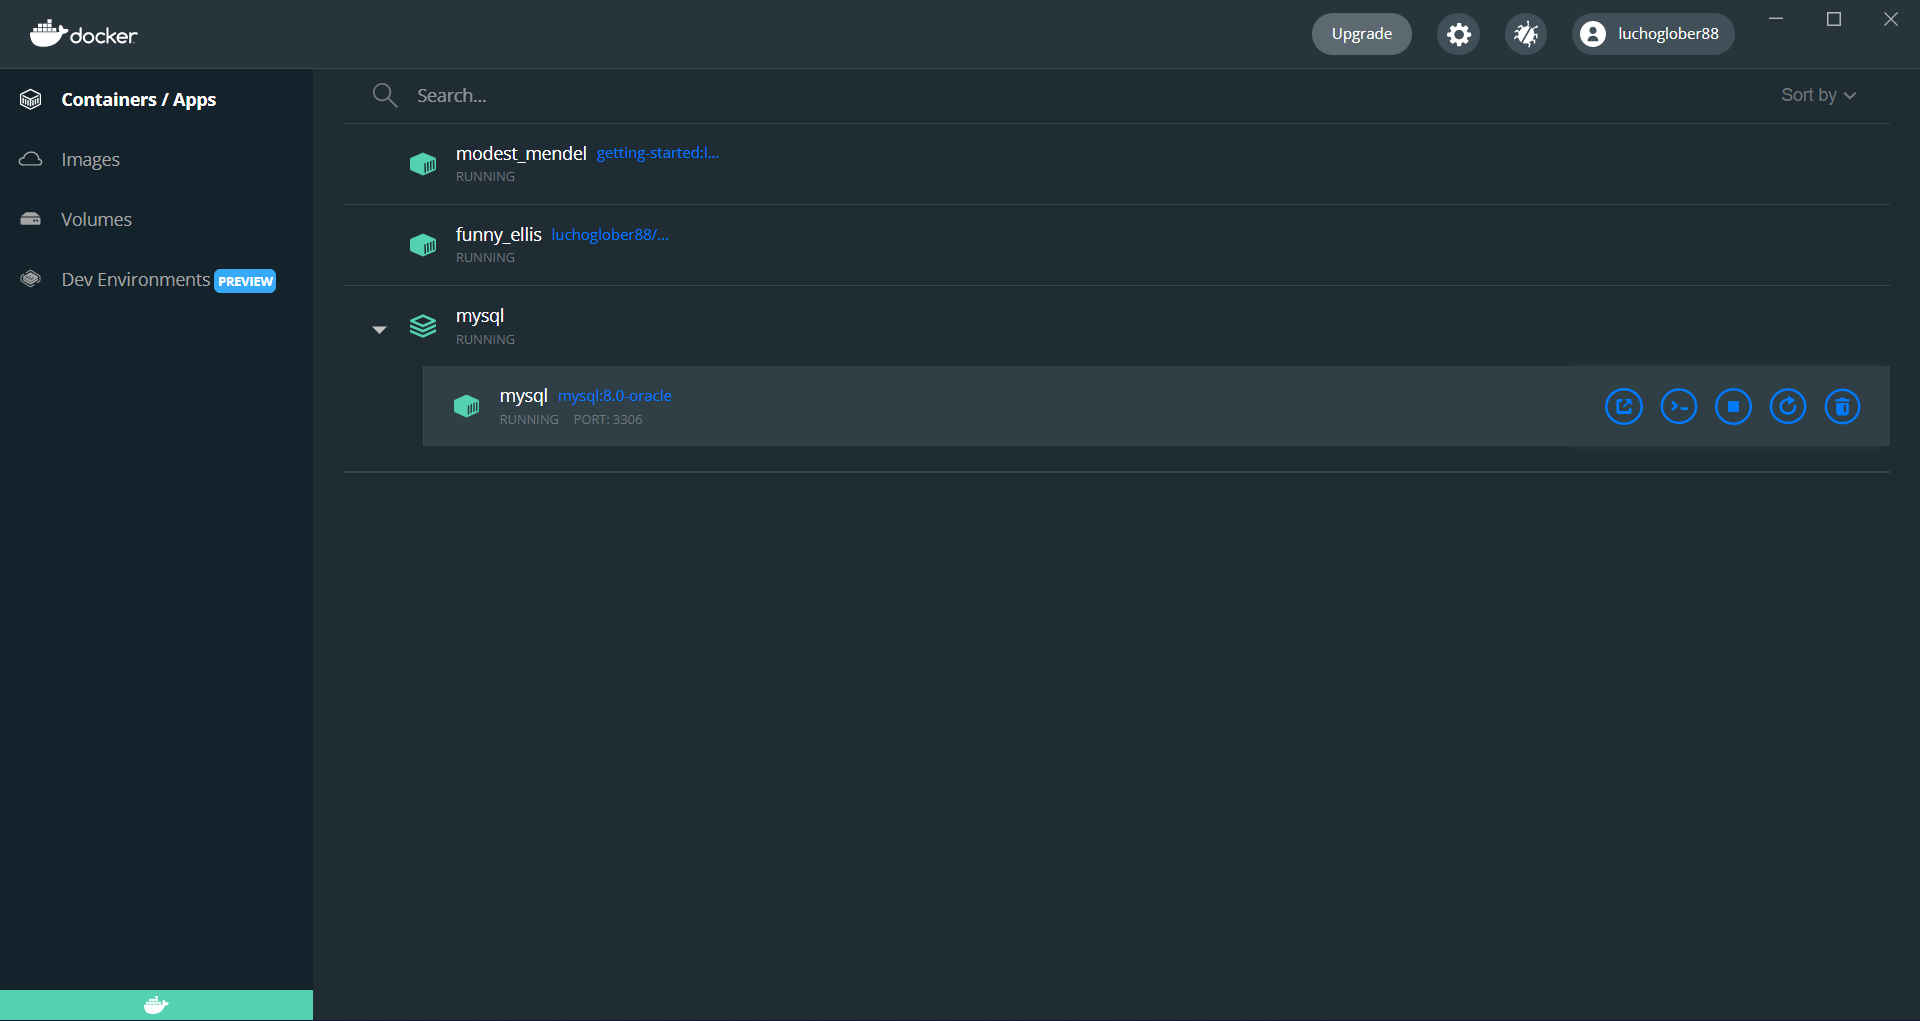 docker
Upgrade
luchoglober88
Containers / Apps
Images
Volumes
Dev Environments PREVIEW
Search...
Sort by
modest_mendel getting-started:l...
RUNNING
funny_ellis luchoglober88/...
RUNNING
mysql
RUNNING
mysql mysql:8.0-oracle
RUNNING PORT: 3306